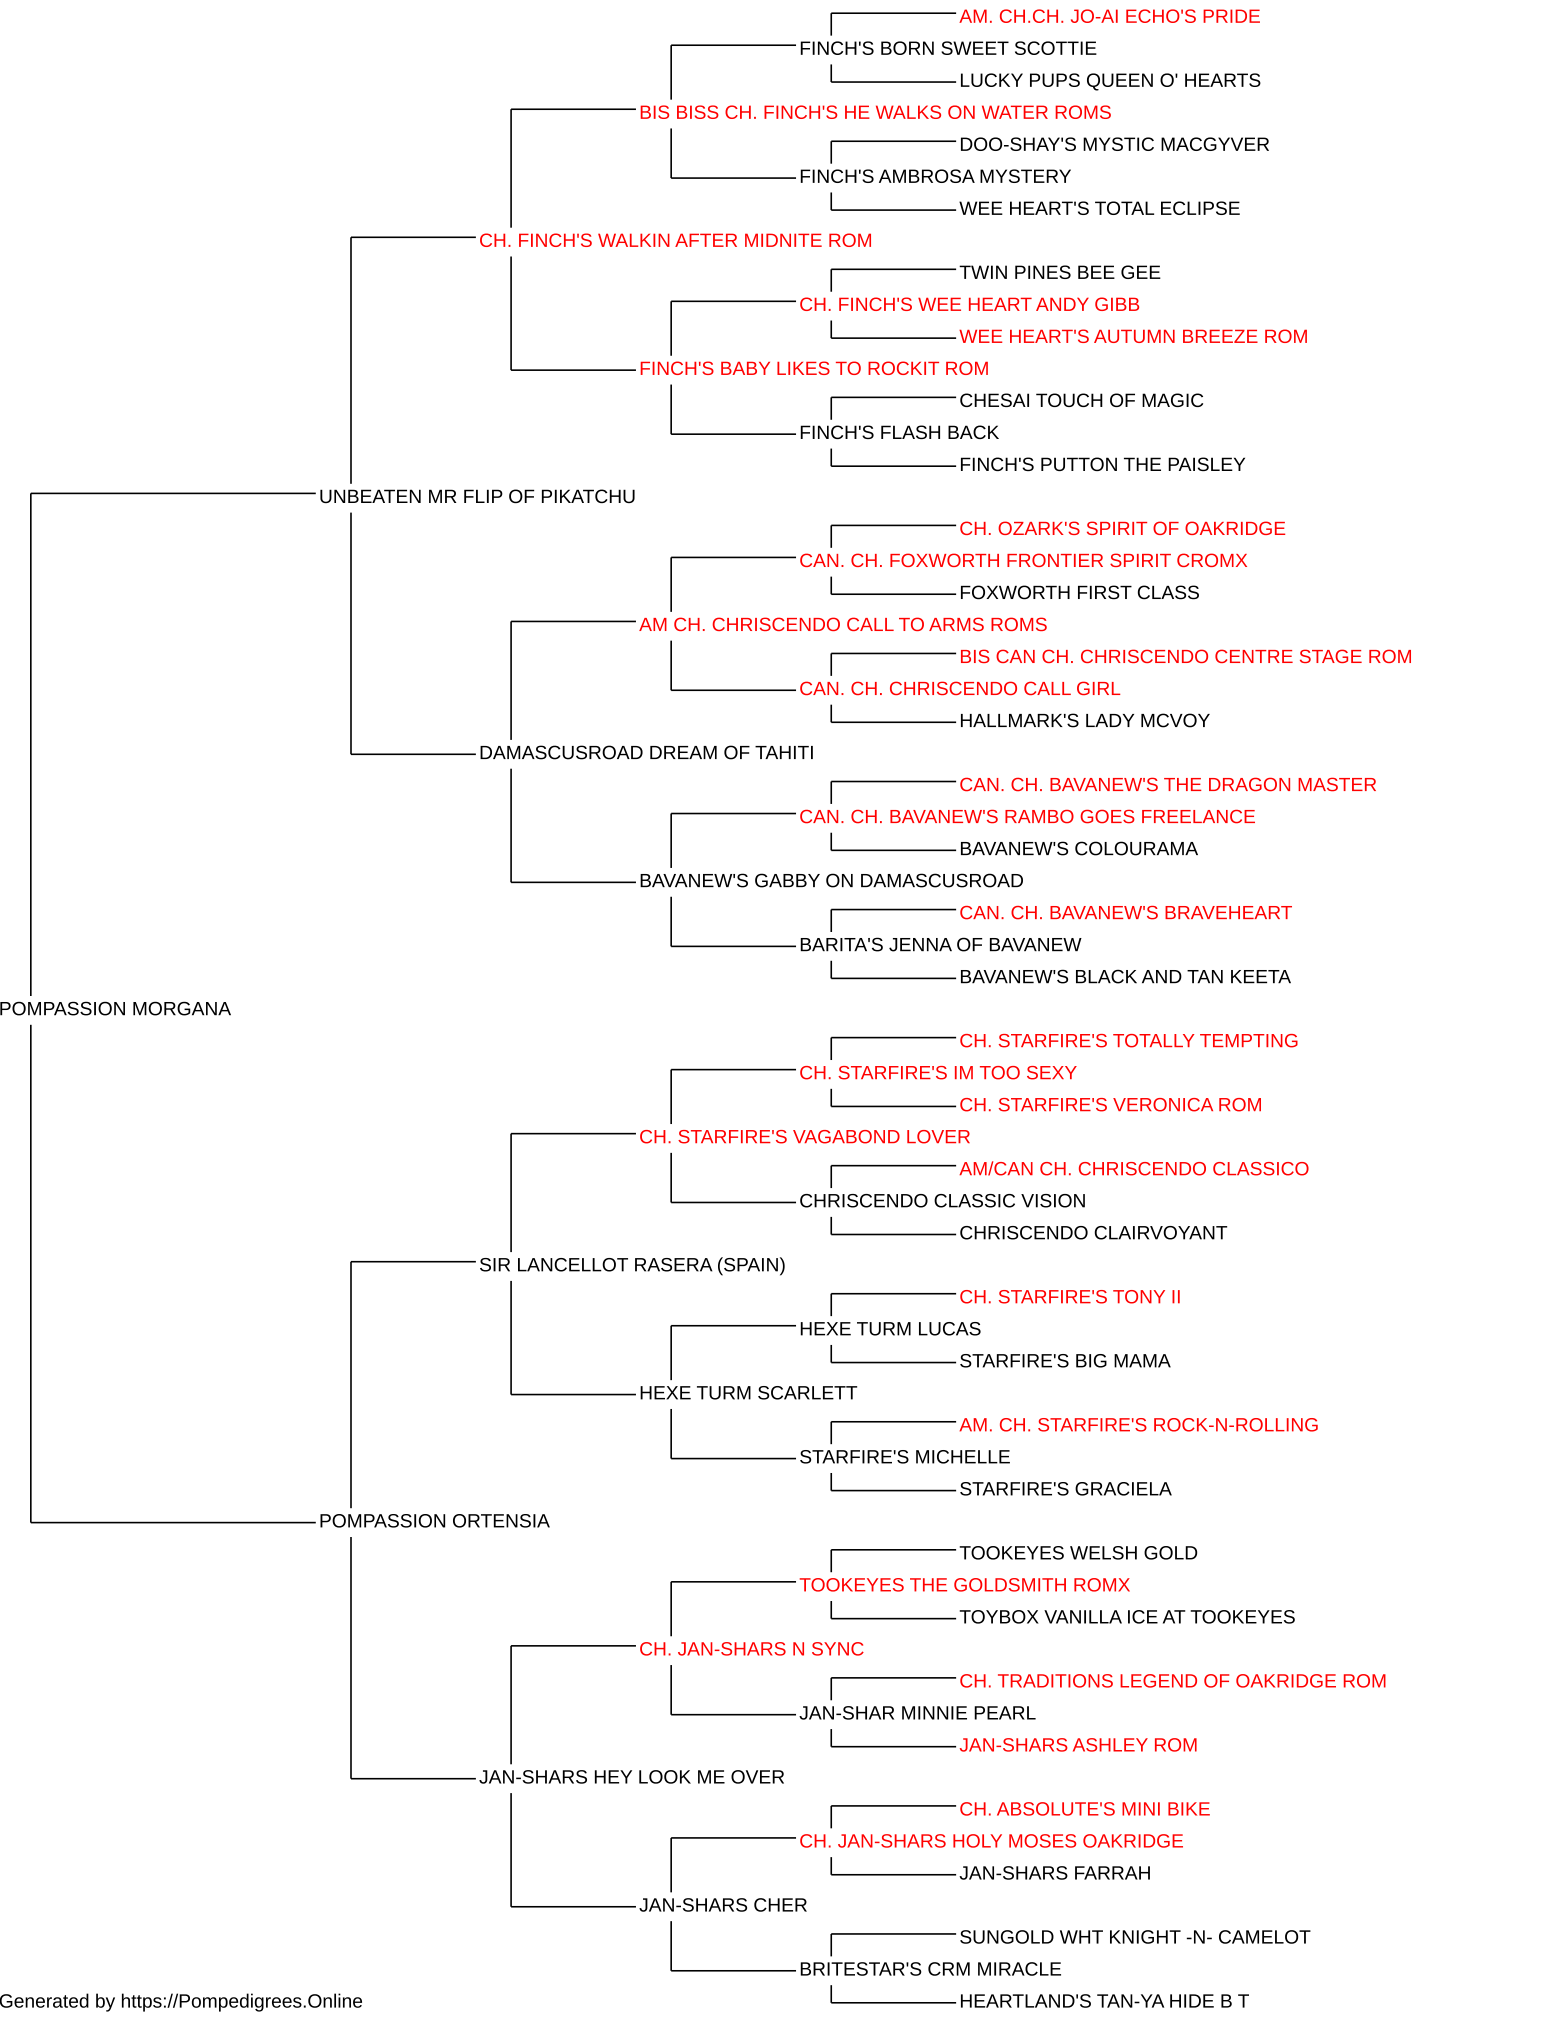 AM. CH.CH. JO-AI ECHO'S PRIDE
FINCH'S BORN SWEET SCOTTIE
LUCKY PUPS QUEEN O' HEARTS
BIS BISS CH. FINCH'S HE WALKS ON WATER ROMS
DOO-SHAY'S MYSTIC MACGYVER
FINCH'S AMBROSA MYSTERY
WEE HEART'S TOTAL ECLIPSE
CH. FINCH'S WALKIN AFTER MIDNITE ROM
TWIN PINES BEE GEE
CH. FINCH'S WEE HEART ANDY GIBB
WEE HEART'S AUTUMN BREEZE ROM
FINCH'S BABY LIKES TO ROCKIT ROM
CHESAI TOUCH OF MAGIC
FINCH'S FLASH BACK
FINCH'S PUTTON THE PAISLEY
UNBEATEN MR FLIP OF PIKATCHU
CH. OZARK'S SPIRIT OF OAKRIDGE
CAN. CH. FOXWORTH FRONTIER SPIRIT CROMX
FOXWORTH FIRST CLASS
AM CH. CHRISCENDO CALL TO ARMS ROMS
BIS CAN CH. CHRISCENDO CENTRE STAGE ROM
CAN. CH. CHRISCENDO CALL GIRL
HALLMARK'S LADY MCVOY
DAMASCUSROAD DREAM OF TAHITI
CAN. CH. BAVANEW'S THE DRAGON MASTER
CAN. CH. BAVANEW'S RAMBO GOES FREELANCE
BAVANEW'S COLOURAMA
BAVANEW'S GABBY ON DAMASCUSROAD
CAN. CH. BAVANEW'S BRAVEHEART
BARITA'S JENNA OF BAVANEW
BAVANEW'S BLACK AND TAN KEETA
POMPASSION MORGANA
CH. STARFIRE'S TOTALLY TEMPTING
CH. STARFIRE'S IM TOO SEXY
CH. STARFIRE'S VERONICA ROM
CH. STARFIRE'S VAGABOND LOVER
AM/CAN CH. CHRISCENDO CLASSICO
CHRISCENDO CLASSIC VISION
CHRISCENDO CLAIRVOYANT
SIR LANCELLOT RASERA (SPAIN)
CH. STARFIRE'S TONY II
HEXE TURM LUCAS
STARFIRE'S BIG MAMA
HEXE TURM SCARLETT
AM. CH. STARFIRE'S ROCK-N-ROLLING
STARFIRE'S MICHELLE
STARFIRE'S GRACIELA
POMPASSION ORTENSIA
TOOKEYES WELSH GOLD
TOOKEYES THE GOLDSMITH ROMX
TOYBOX VANILLA ICE AT TOOKEYES
CH. JAN-SHARS N SYNC
CH. TRADITIONS LEGEND OF OAKRIDGE ROM
JAN-SHAR MINNIE PEARL
JAN-SHARS ASHLEY ROM
JAN-SHARS HEY LOOK ME OVER
CH. ABSOLUTE'S MINI BIKE
CH. JAN-SHARS HOLY MOSES OAKRIDGE
JAN-SHARS FARRAH
JAN-SHARS CHER
SUNGOLD WHT KNIGHT -N- CAMELOT
BRITESTAR'S CRM MIRACLE
HEARTLAND'S TAN-YA HIDE B T
Generated by https://Pompedigrees.Online